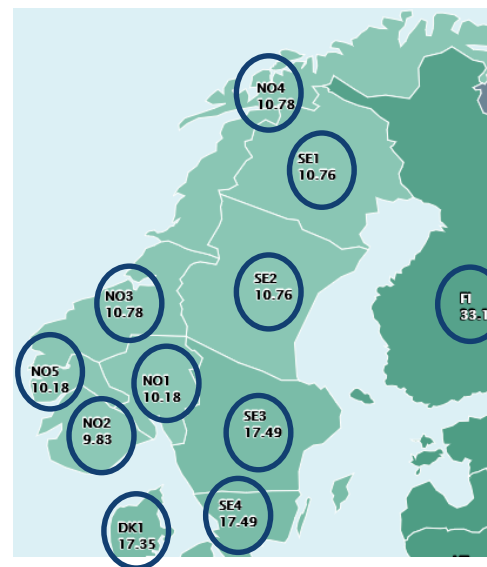 NO4
10.78
SE1
10.76
SE2
10.76
NO3
10.78
FI
NO5
10.18
NO1
10.18
NO2
9.83
SE3
17.49
SE4
17.49
DK1
17.35